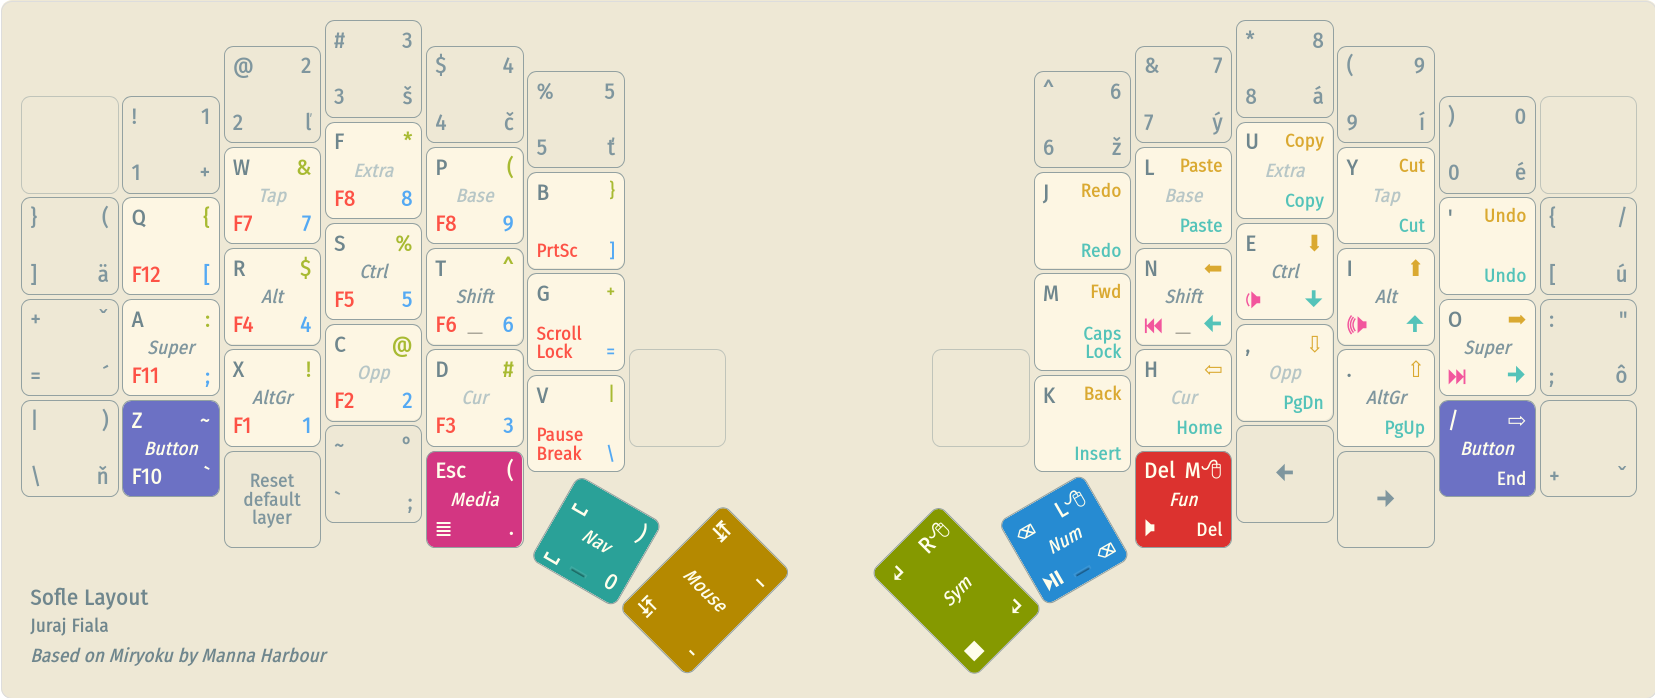 # 3
3 š
* 8
8 á
@ 2
2 ľ
$ 4
4 č
& 7
7 ý
( 9
9 í
% 5
5 ť
^ 6
6 ž
! 1
1 +
) 0
0 é
F *
Extra
F8 8
U Copy
Extra
Copy
W &
Tap
F7 7
P (
Base
F8 9
L Paste
Base
Paste
Y Cut
Tap
Cut
B }
PrtSc ]
J Redo
Redo
} (
] ä
Q {
F12 [
' Undo
Undo
{ /
[ ú
S %
Ctrl
F5 5
E ⬇
Ctrl
🡫
R $
Alt
F4 4
T ^
Shift
F6 _ 6
N ⬅
Shift
⏮ _ 🡨
I ⬆
Alt
🡩
G +
Scroll
Lock =
M Fwd
Caps
Lock
+ ˇ
= ´
A :
Super
F11 ;
O ➡
Super
⏭ ➔
: "
; ô
C @
Opp
F2 2
, ⇩
Opp
PgDn
X !
AltGr
F1 1
D #
Cur
F3 3
H ⇦
Cur
Home
. ⇧
AltGr
PgUp
V |
Pause
Break \
K Back
Insert
| )
\ ň
Z ~
Button
F10 `
/ ⇨
Button
End
+ ˇ
Reset
default
layer
~ °
` ;
Esc (
Media
≣ .
Nav
)
_ 0
Mouse
-
-
R
Sym
L
Num
⏯ _
Del M
Fun
Del
←
→
Sofle Layout
Juraj Fiala
Based on Miryoku by Manna Harbour